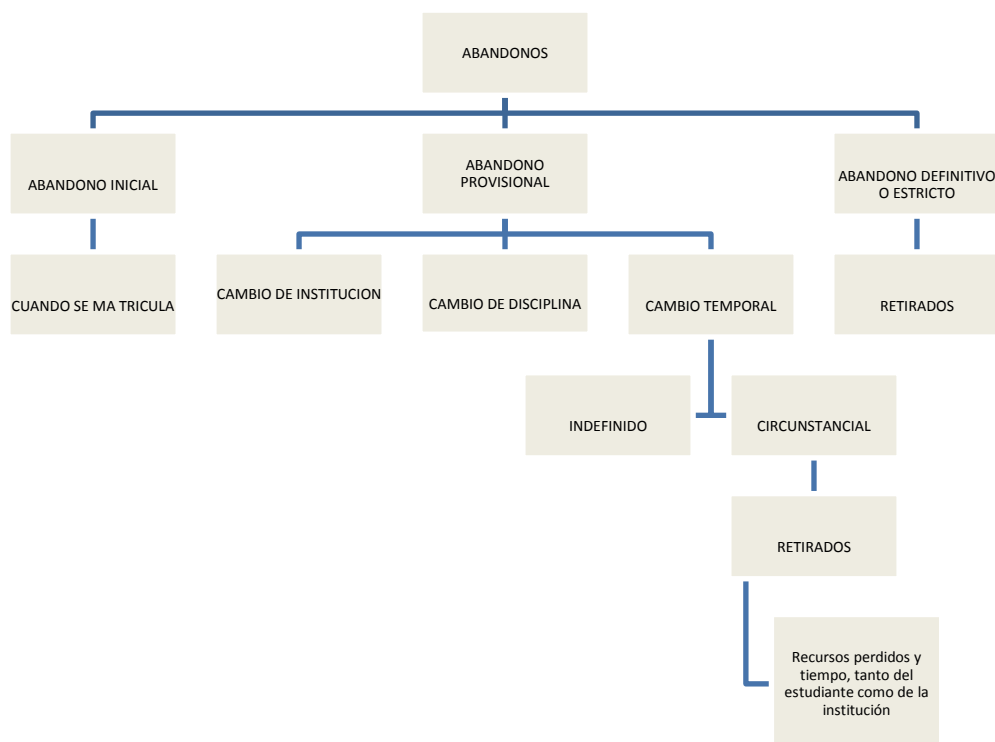 ABANDONOS
ABANDONO INICIAL
ABANDONO
PROVISIONAL
ABANDONO DEFINITIVO
O ESTRICTO
CUANDO SE MA TRICULA
CAMBIO DE INSTITUCION
CAMBIO DE DISCIPLINA
CAMBIO TEMPORAL
RETIRADOS
INDEFINIDO
CIRCUNSTANCIAL
RETIRADOS
Recursos perdidos y
tiempo, tanto del
estudiante como de la
institución